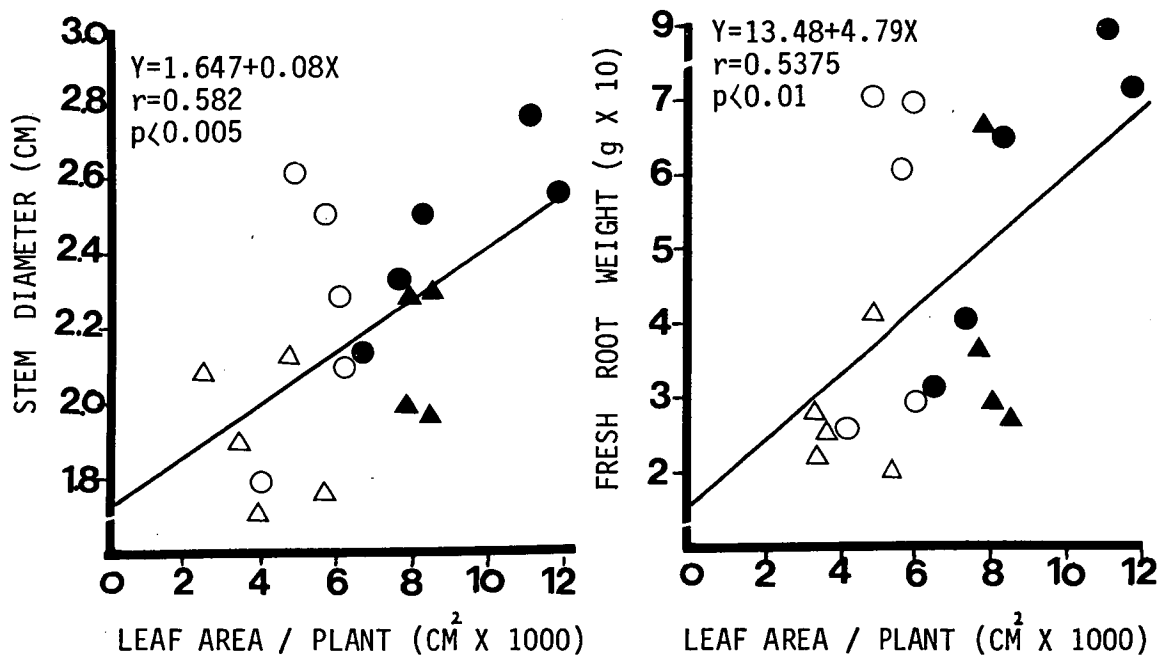 3.0
2.8
2.6
2.4
2.2
2.0
1.8
STEM DIAMETER (CM)
Y=1.647+0.08X
r=0.582
p<0.005
0 2 4 6 8 10 12
LEAF AREA / PLANT (CM² X 1000)
9
7
6
5
4
3
2
FRESH ROOT WEIGHT (g X 10)
Y=13.48+4.79X
r=0.5375
p<0.01
0 2 4 6 8 10 12
LEAF AREA / PLANT (CM² X 1000)